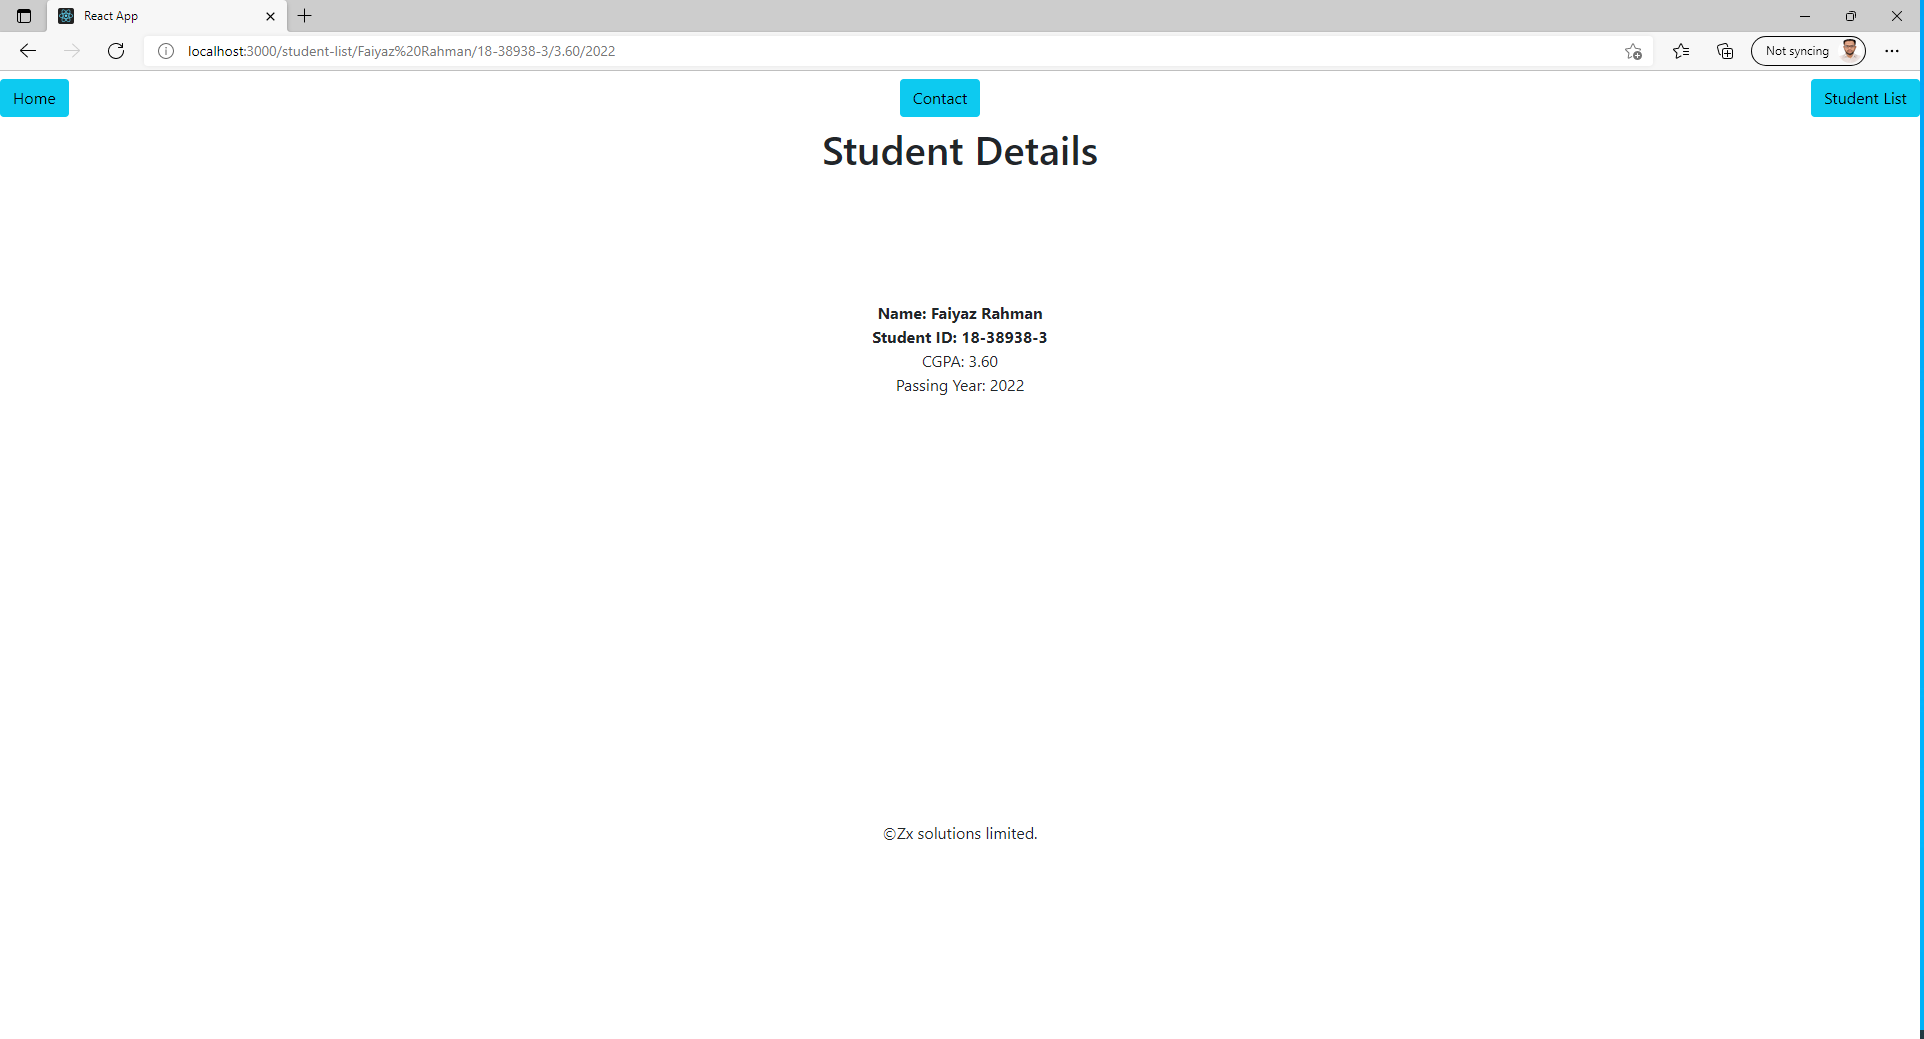 React App
localhost:3000/student-list/Faiyaz%20Rahman/18-38938-3/3.60/2022
Not syncing
Home
Contact
Student List
Student Details
Name: Faiyaz Rahman
Student ID: 18-38938-3
CGPA: 3.60
Passing Year: 2022
©Zx solutions limited.